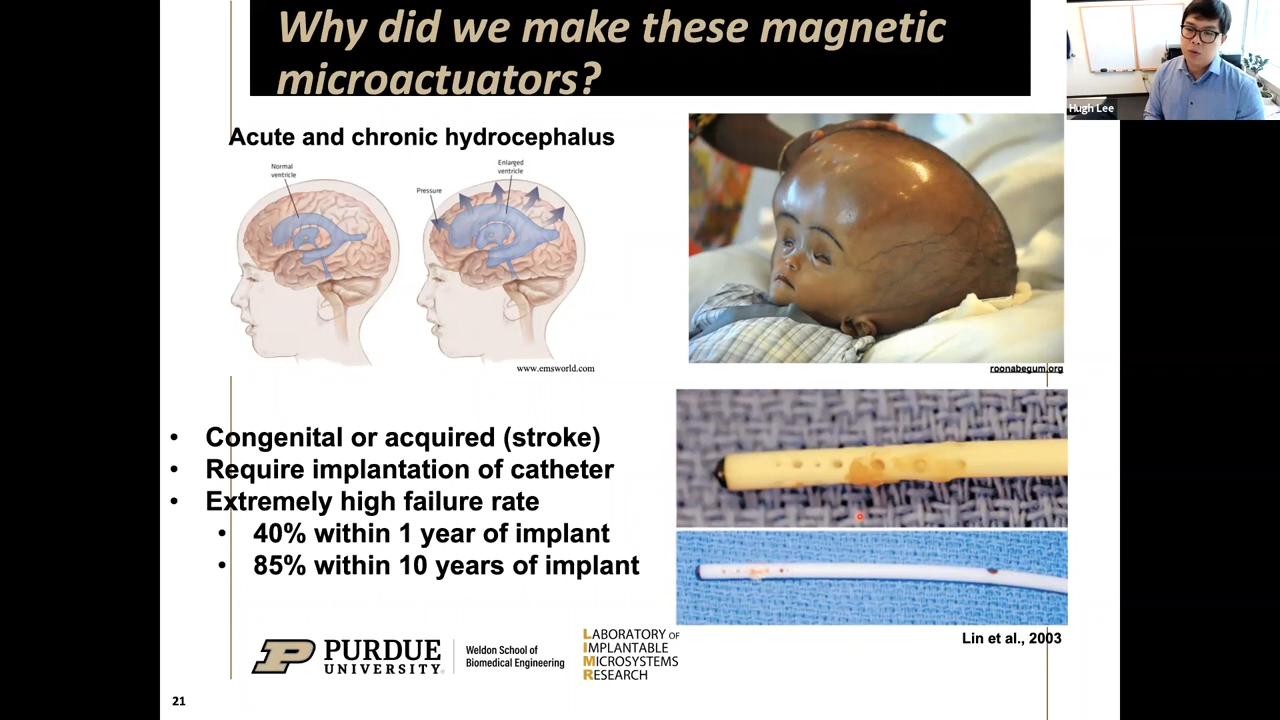 Why did we make these magnetic
microactuators?
Hugh Lee
Acute and chronic hydrocephalus
Normal
ventricle
Enlarged
ventricle
Pressure
www.emsworld.com
roonabegum.org
• Congenital or acquired (stroke)
• Require implantation of catheter
• Extremely high failure rate
• 40% within 1 year of implant
• 85% within 10 years of implant
Lin et al., 2003
P PURDUE
UNIVERSITY
Weldon School of
Biomedical Engineering
LABORATORY OF
IMPLANTABLE
MICROSYSTEMS
RESEARCH
21